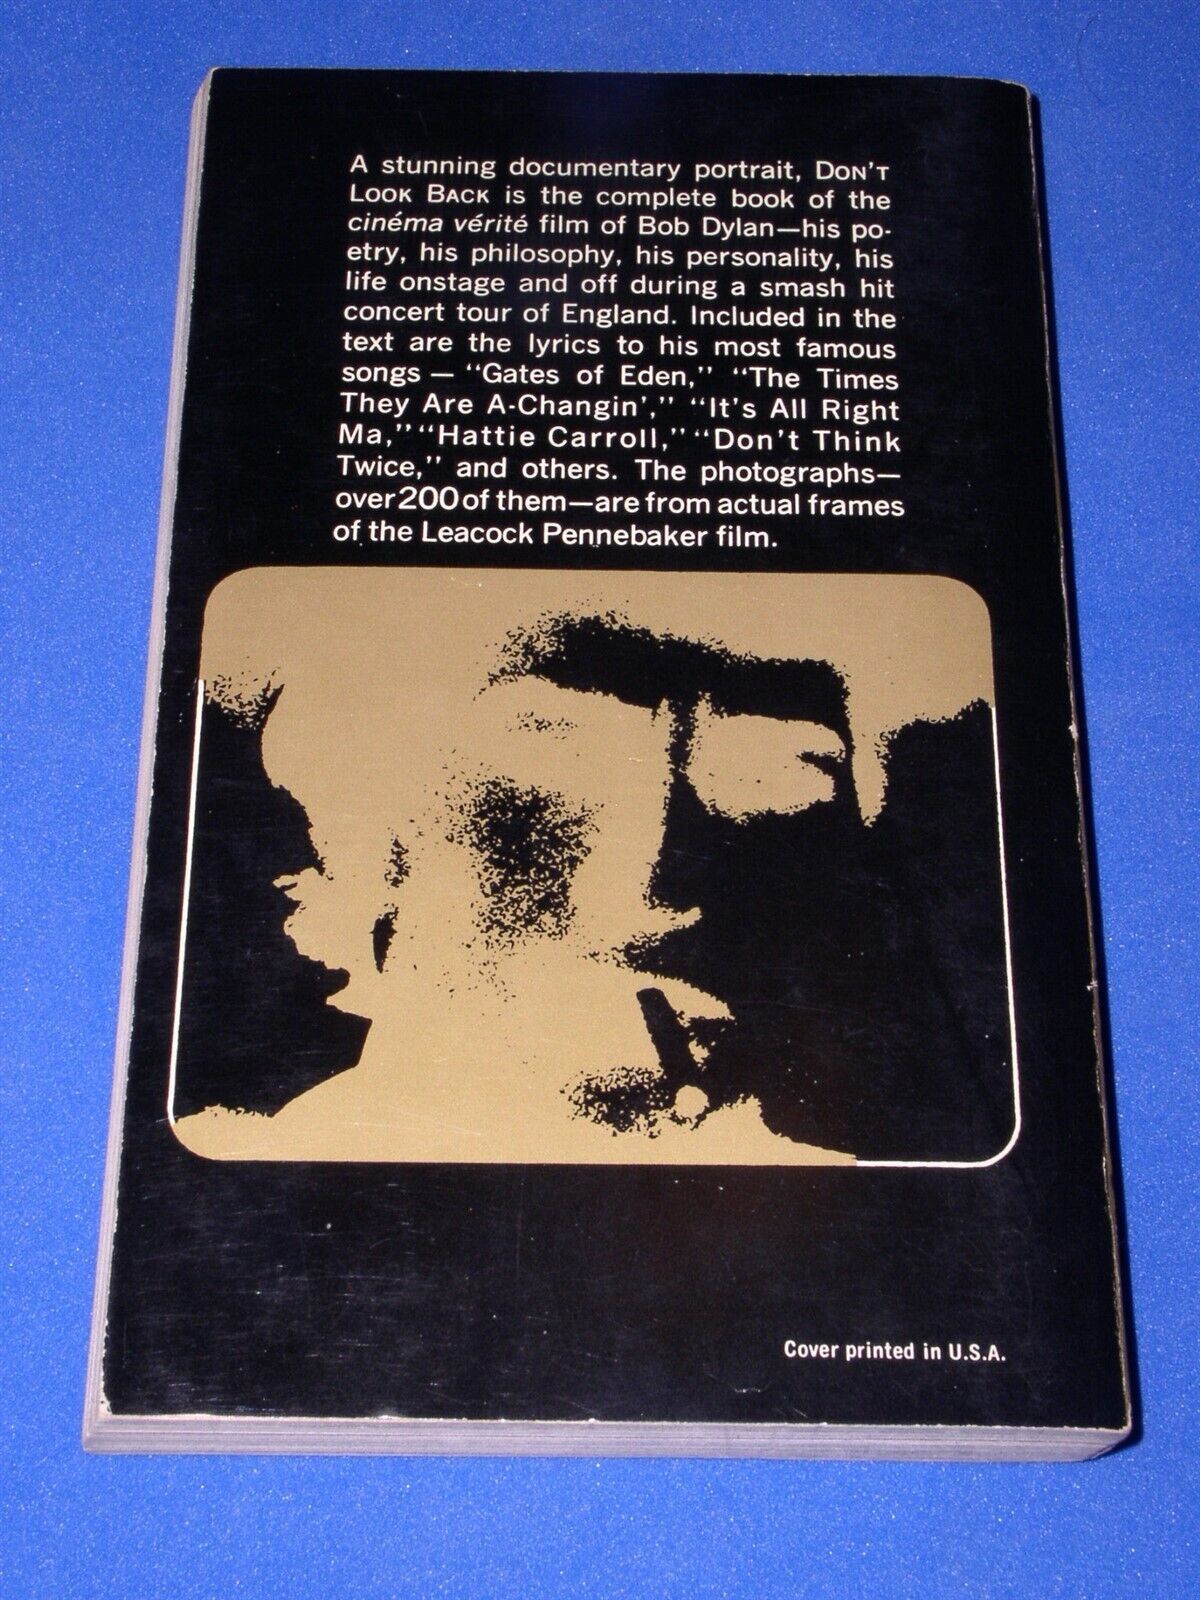 A stunning documentary portrait, DON'T
LOOK BACK is the complete book of the
cinéma vérité film of Bob Dylan—his po-
etry, his philosophy, his personality, his
life onstage and off during a smash hit
concert tour of England. Included in the
text are the lyrics to his most famous
songs — "Gates of Eden," "The Times
They Are A-Changin'," "It's All Right
Ma," "Hattie Carroll," "Don't Think
Twice," and others. The photographs—
over 200 of them—are from actual frames
of the Leacock Pennebaker film.
Cover printed in U.S.A.